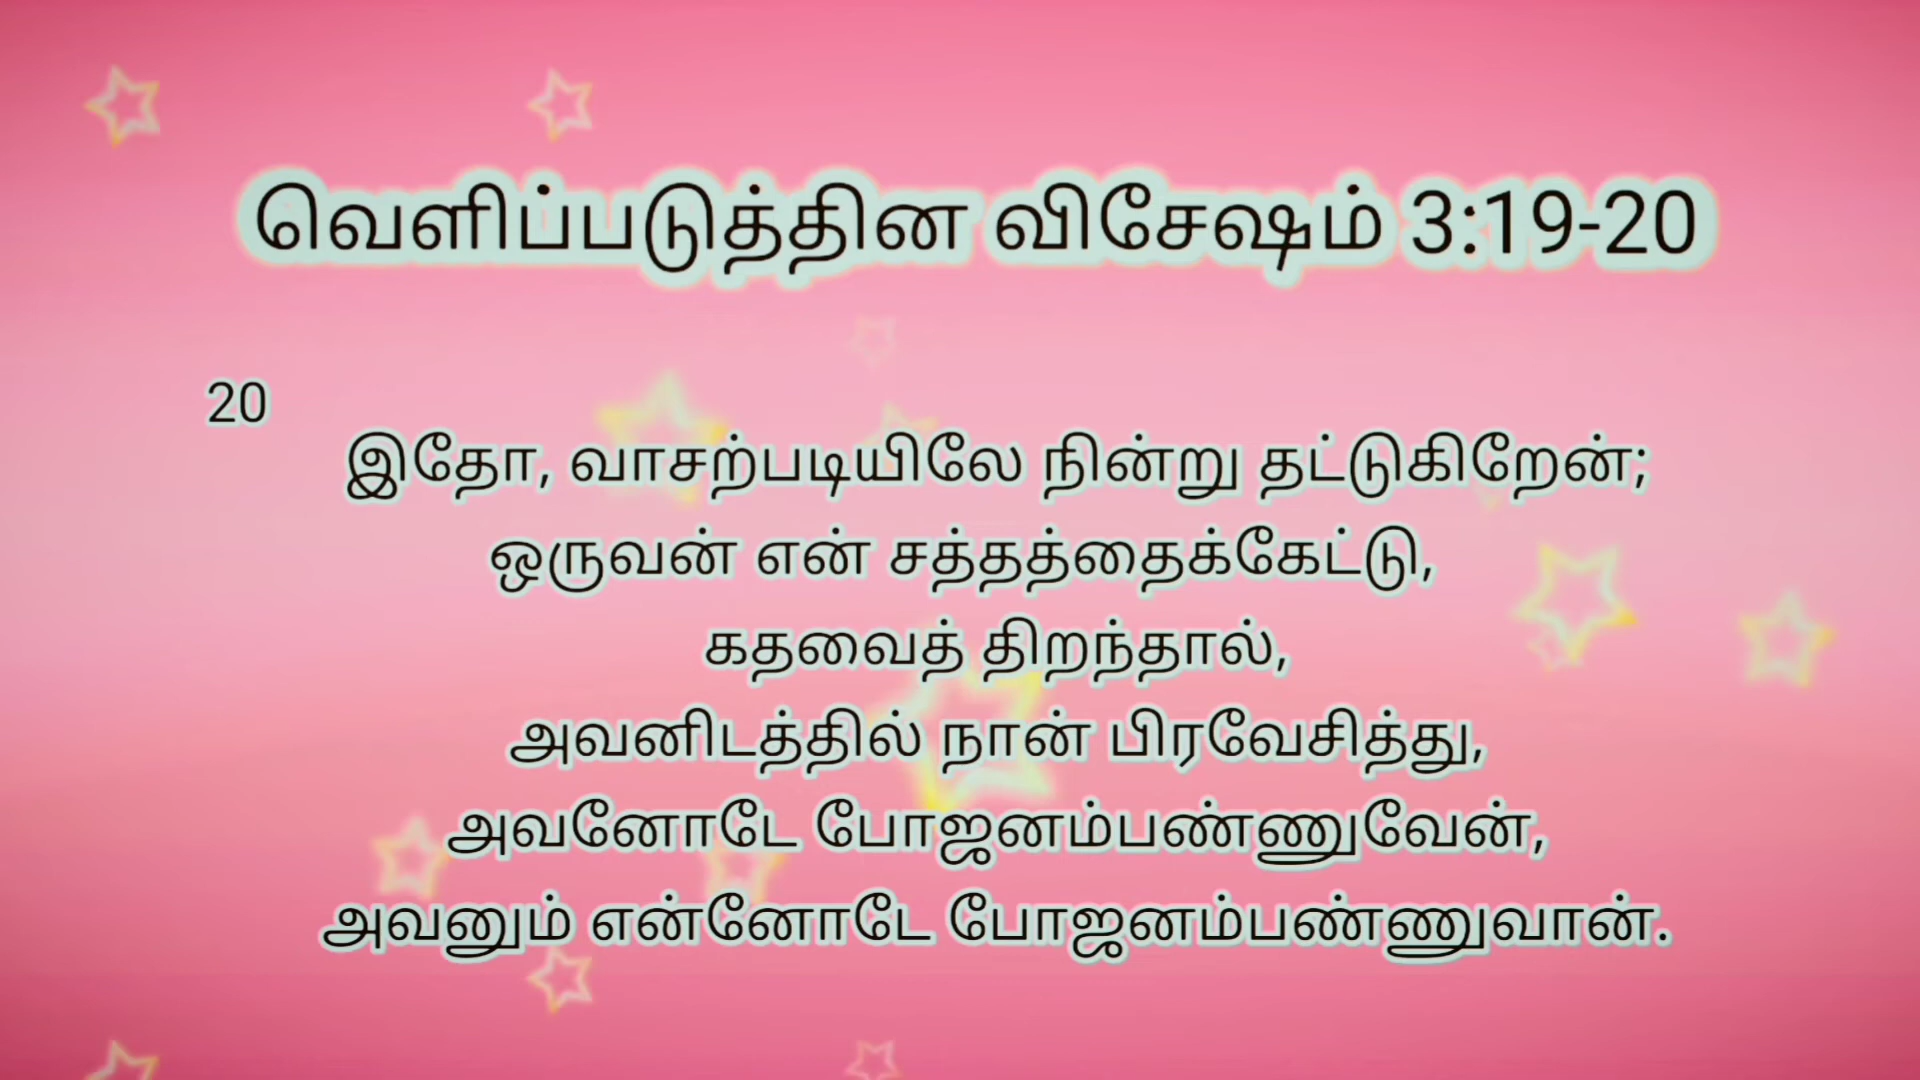 வெளிப்படுத்தின விசேஷம் 3:19-20
20
இதோ, வாசற்படியிலே நின்று தட்டுகிறேன்;
ஒருவன் என் சத்தத்தைக்கேட்டு,
கதவைத் திறந்தால்,
அவனிடத்தில் நான் பிரவேசித்து,
அவனோடே போஜனம்பண்ணுவேன்,
அவனும் என்னோடே போஜனம்பண்ணுவான்.